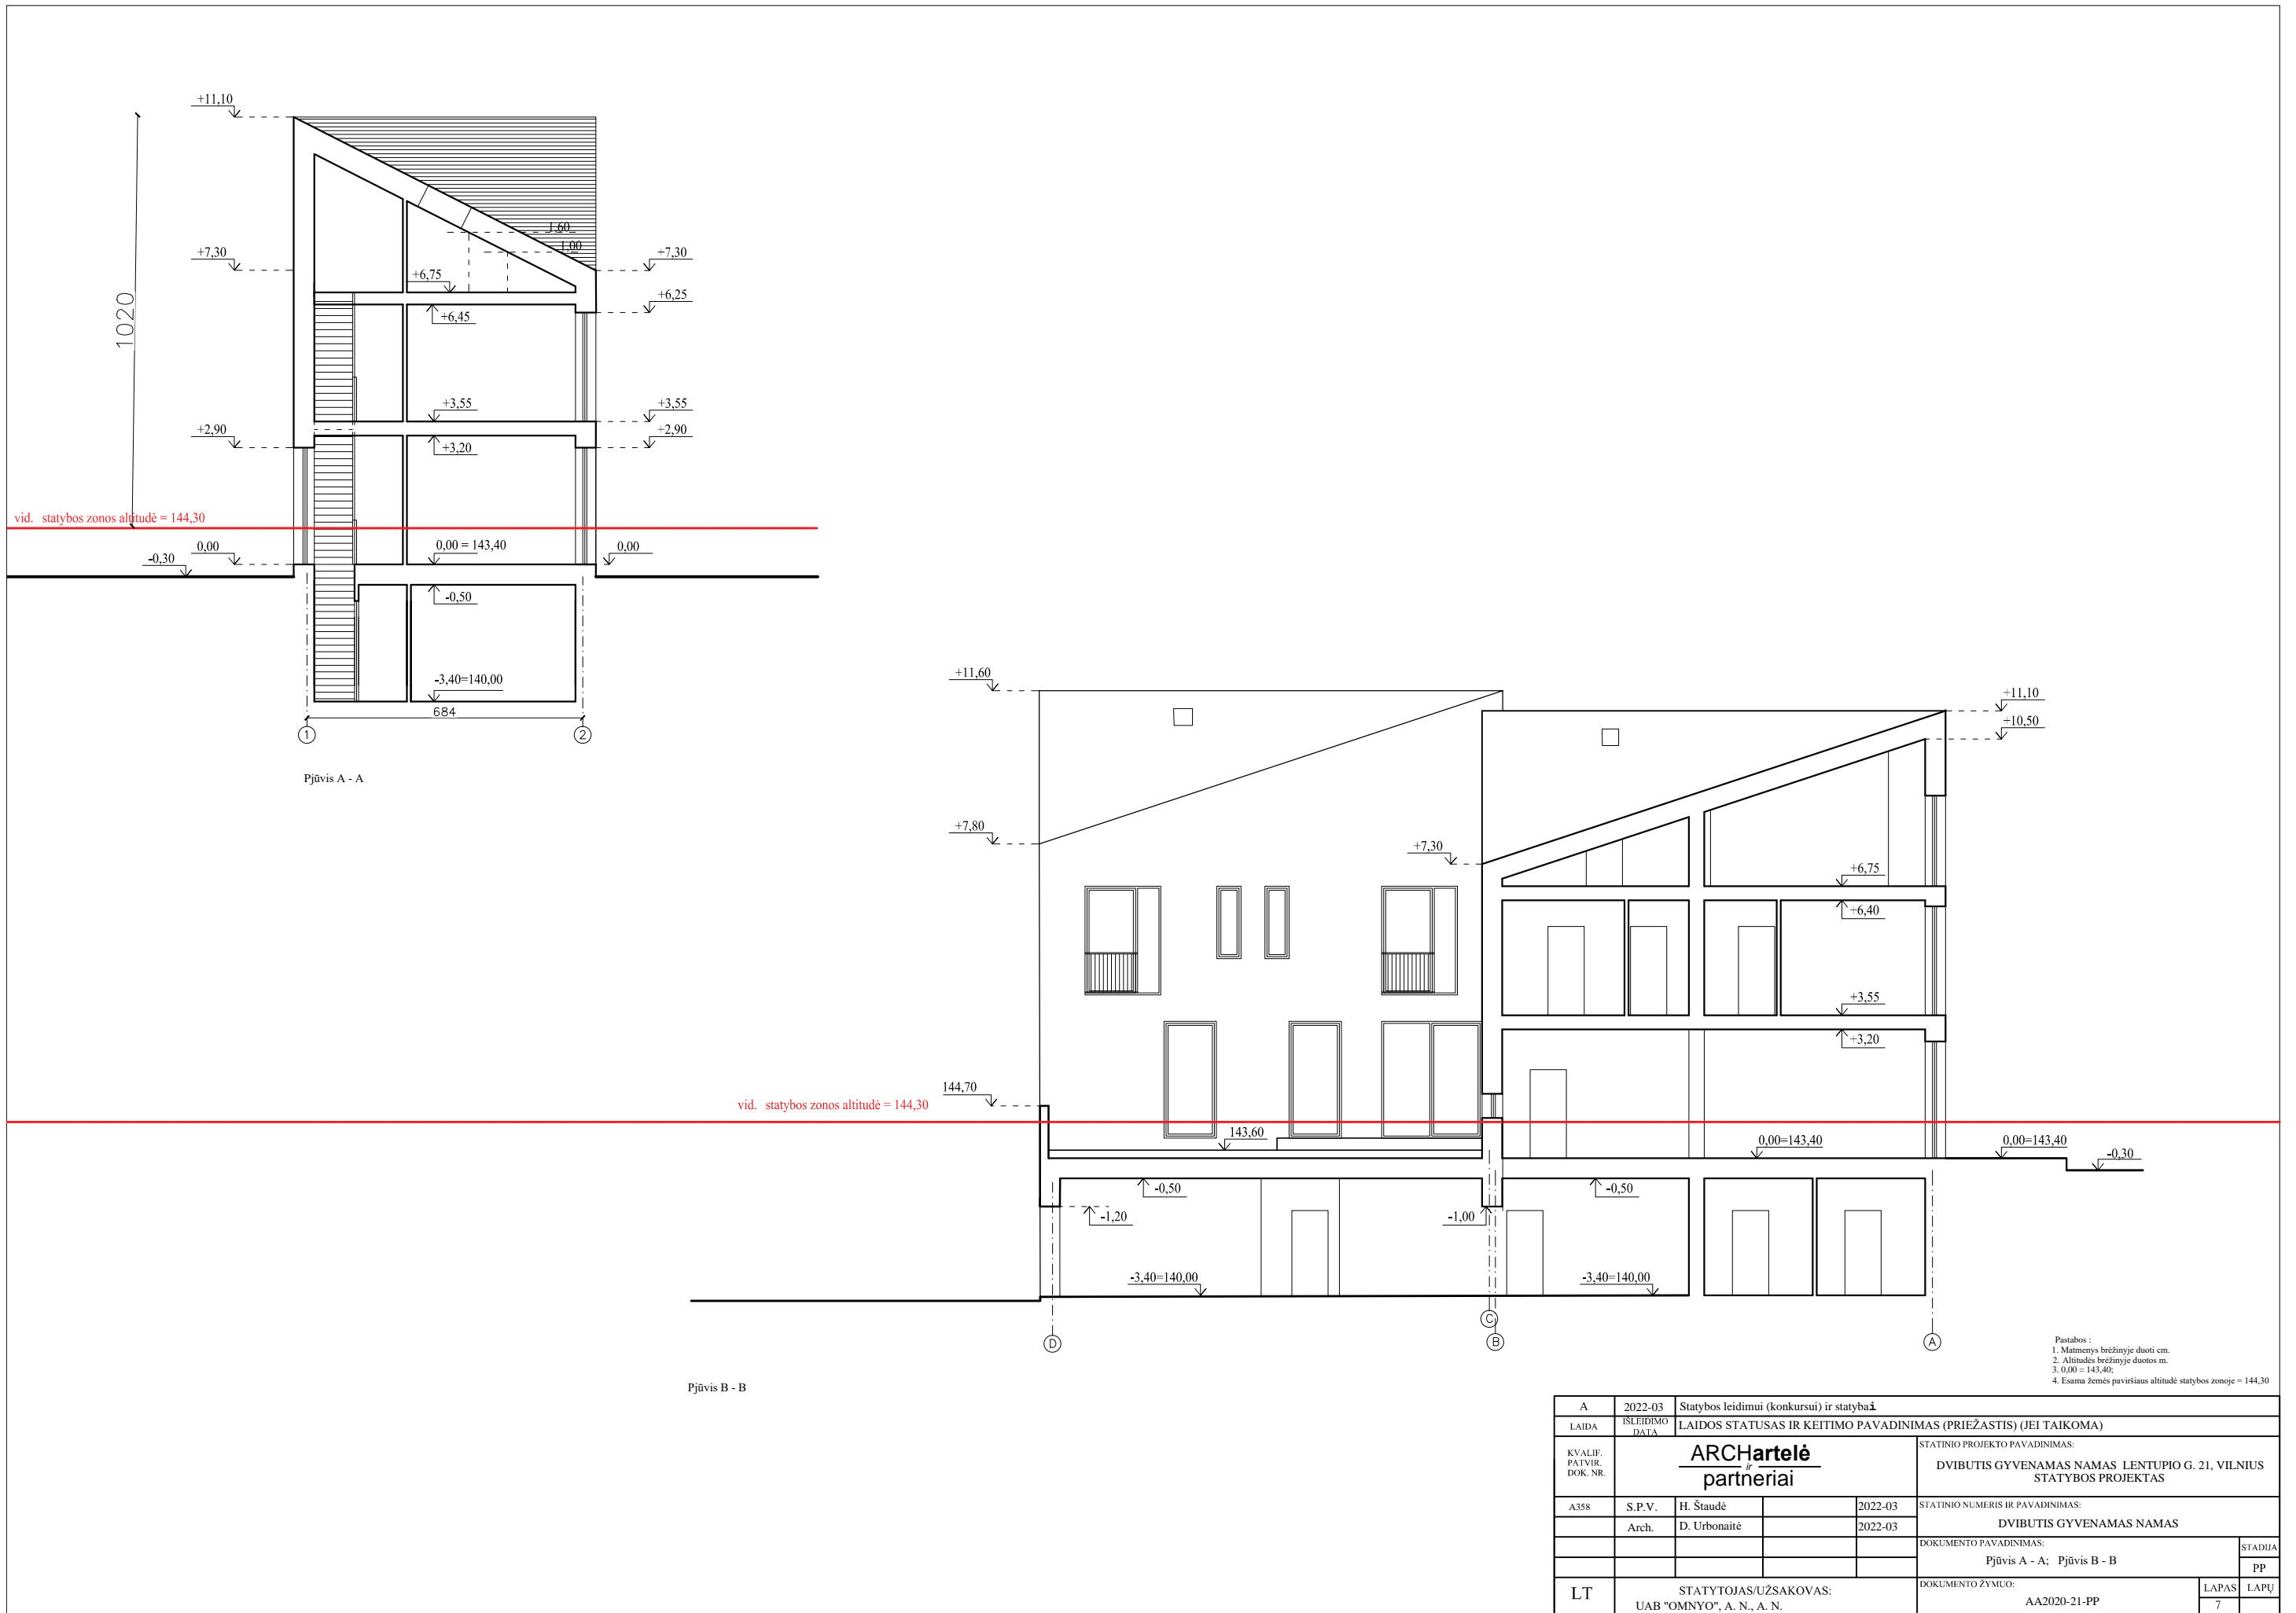 +11,10
+7,30
1,60
1,00
+7,30
+6,75
+6,25
+6,45
1020
+3,55
+3,55
+2,90
+2,90
+3,20
vid. statybos zonos altitudė = 144,30
0,00
0,00 = 143,40
0,00
-0,30
-0,50
-3,40=140,00
684
1
2
Pjūvis A - A
+11,60
+11,10
+10,50
+7,80
+7,30
+6,75
+6,40
+3,55
+3,20
144,70
vid. statybos zonos altitudė = 144,30
143,60
0,00=143,40
0,00=143,40
-0,30
-0,50
-0,50
-1,20
-1,00
-3,40=140,00
-3,40=140,00
C
D
B
A
Pjūvis B - B
Pastabos :
1. Matmenys brėžinyje duoti cm.
2. Altitudės brėžinyje duotos m.
3. 0,00 = 143,40;
4. Esama žemės paviršiaus altitudė statybos zonoje = 144,30
A 2022-03 Statybos leidimui (konkursui) ir statybai
LAIDA IŠLEIDIMO DATA LAIDOS STATUSAS IR KEITIMO PAVADINIMAS (PRIEŽASTIS) (JEI TAIKOMA)
KVALIF.
PATVIR.
DOK. NR.
ARCHartelė
ir
partneriai
STATINIO PROJEKTO PAVADINIMAS:
DVIBUTIS GYVENAMAS NAMAS LENTUPIO G. 21, VILNIUS
STATYBOS PROJEKTAS
A358 S.P.V. H. Štaudė 2022-03
Arch. D. Urbonaitė 2022-03
STATINIO NUMERIS IR PAVADINIMAS:
DVIBUTIS GYVENAMAS NAMAS
DOKUMENTO PAVADINIMAS:
Pjūvis A - A; Pjūvis B - B
STADIJA
PP
LT
STATYTOJAS/UŽSAKOVAS:
UAB "OMNYO", A. N., A. N.
DOKUMENTO ŽYMUO:
AA2020-21-PP
LAPAS LAPŲ
7